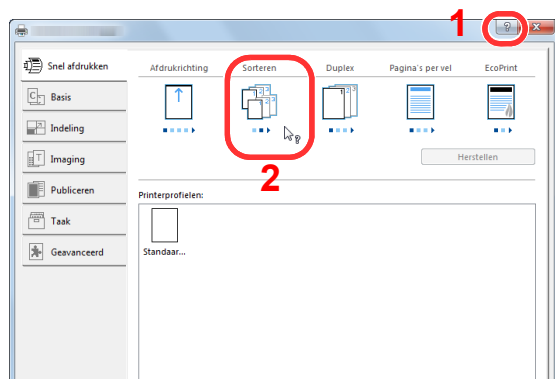 1
?
Snel afdrukken
Afdrukrichting Sorteren Duplex Pagina's per vel EcoPrint
Basis
Indeling
Herstellen
Imaging
2
Publiceren
Printerprofielen:
Taak
Geavanceerd
Standaar...